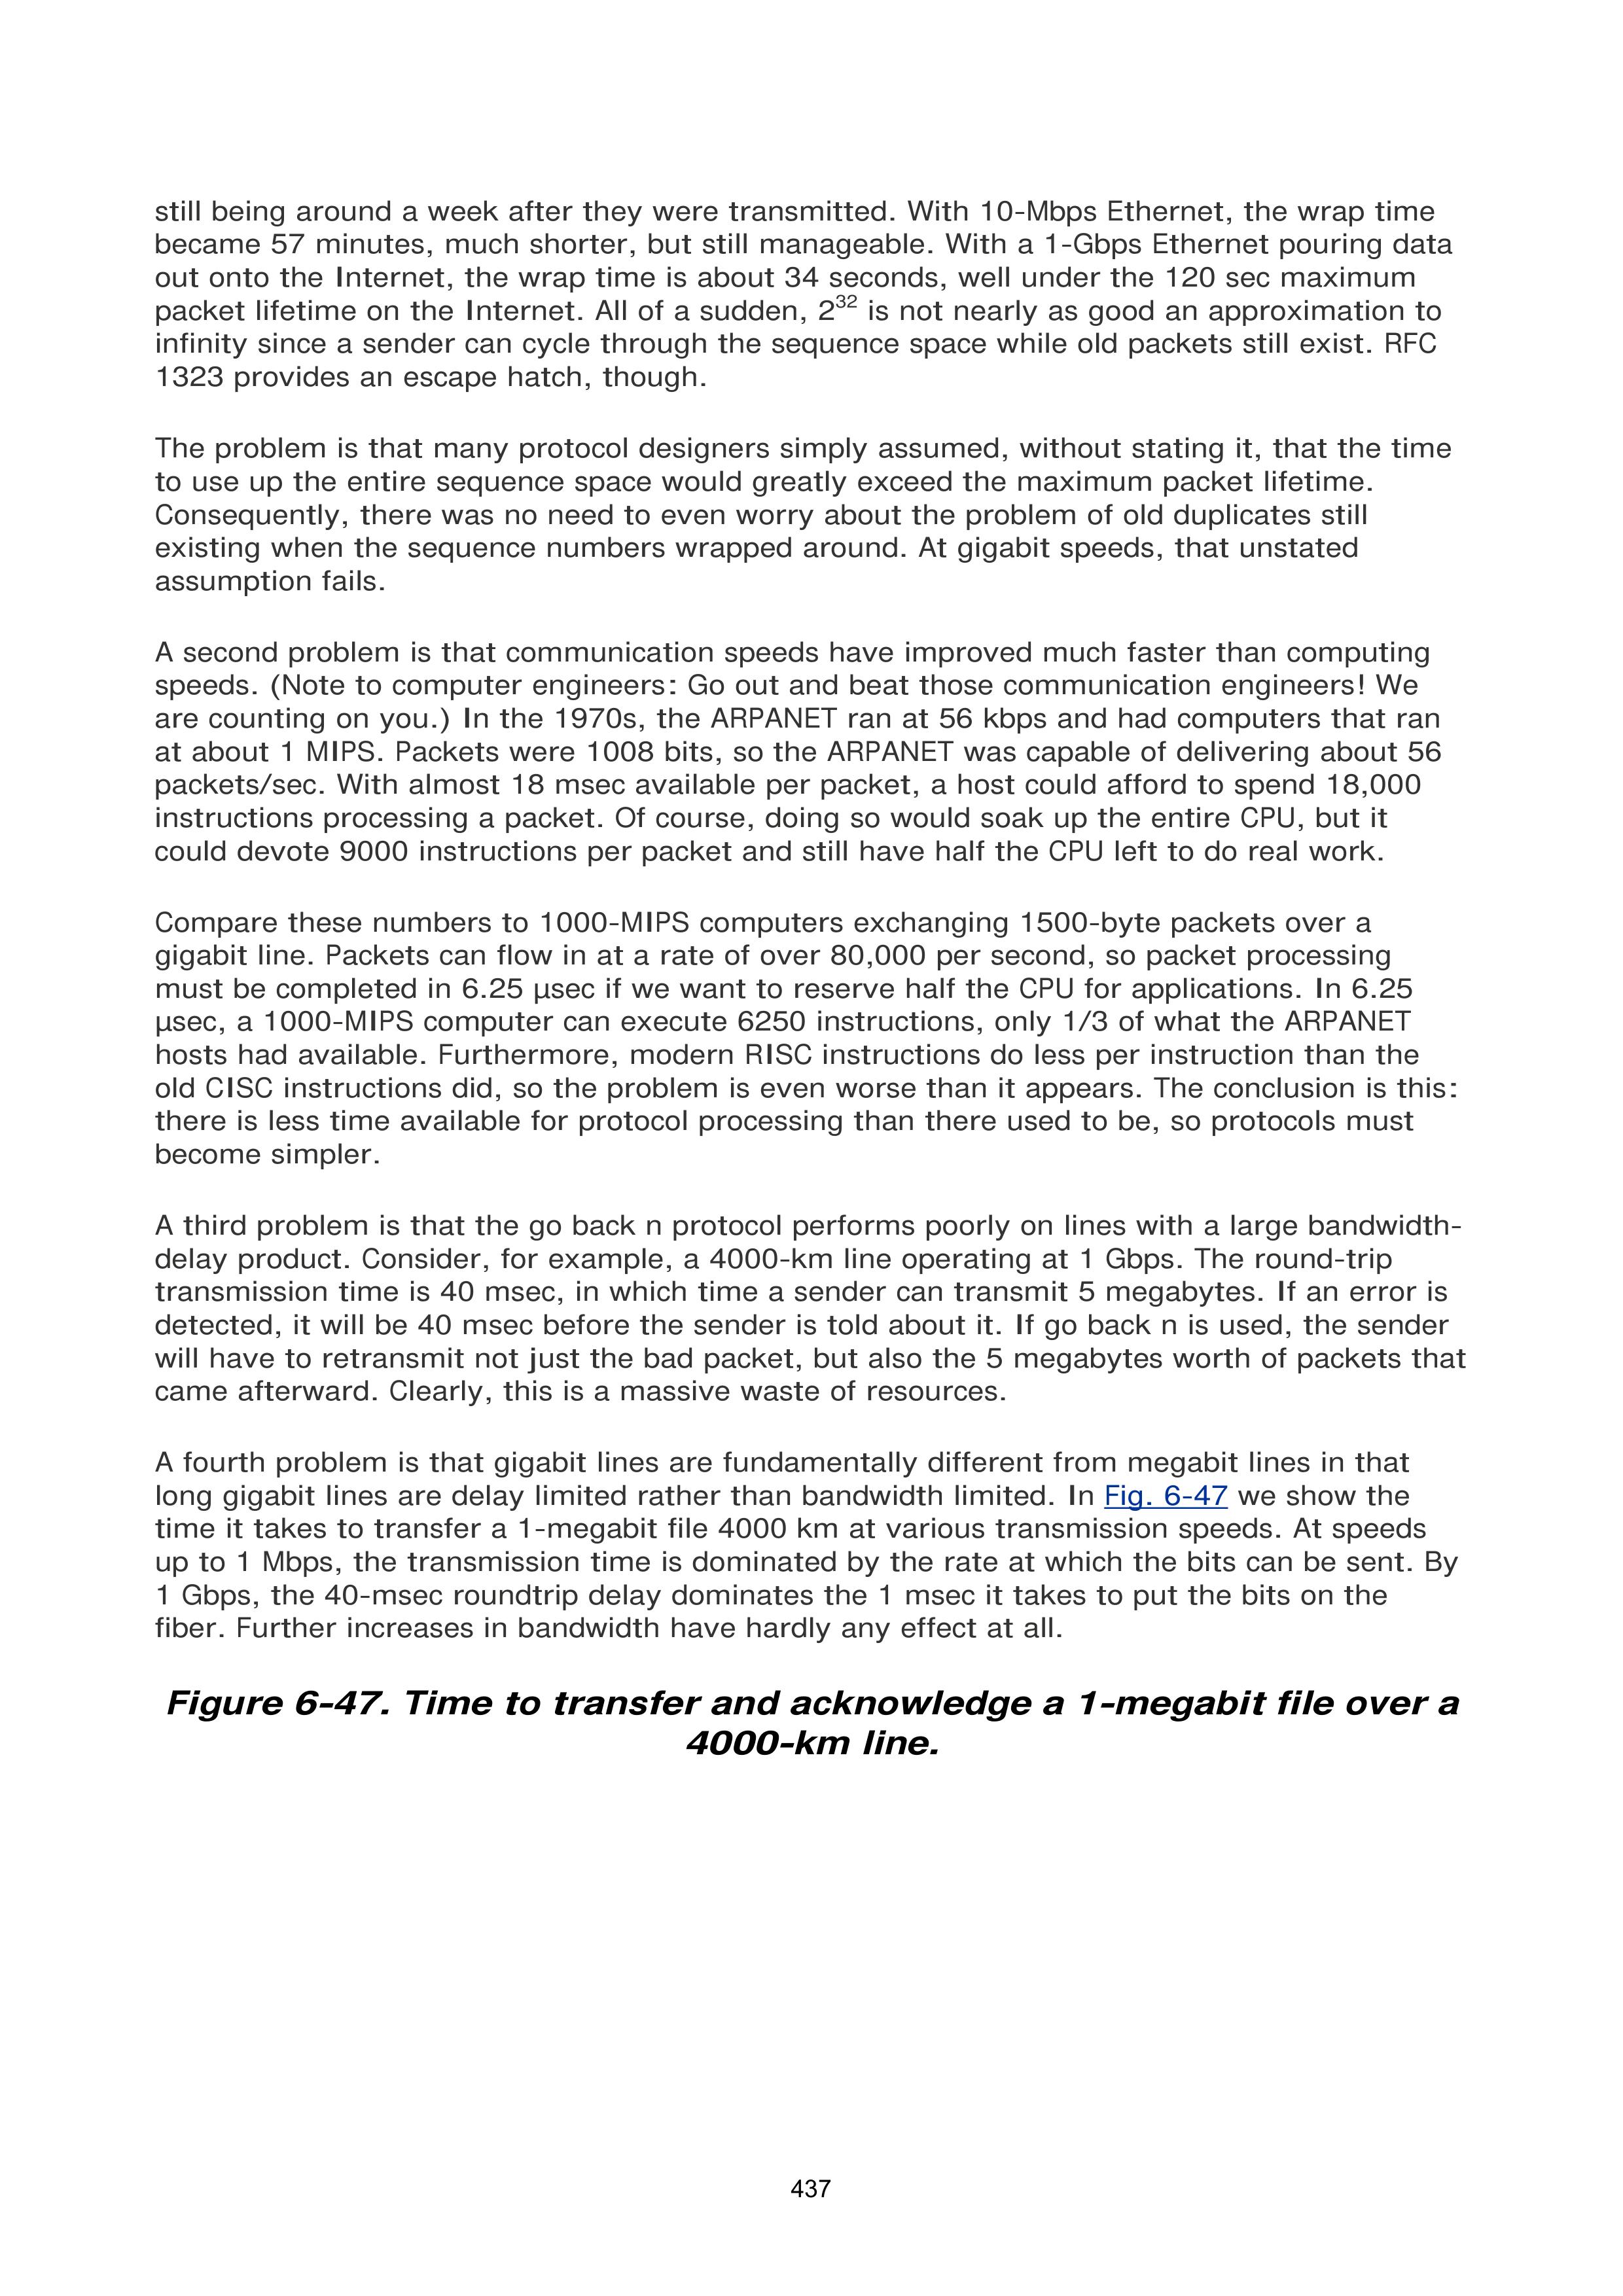 still being around a week after they were transmitted. With 10-Mbps Ethernet, the wrap time
became 57 minutes, much shorter, but still manageable. With a 1-Gbps Ethernet pouring data
out onto the Internet, the wrap time is about 34 seconds, well under the 120 sec maximum
packet lifetime on the Internet. All of a sudden, 2³² is not nearly as good an approximation to
infinity since a sender can cycle through the sequence space while old packets still exist. RFC
1323 provides an escape hatch, though.
The problem is that many protocol designers simply assumed, without stating it, that the time
to use up the entire sequence space would greatly exceed the maximum packet lifetime.
Consequently, there was no need to even worry about the problem of old duplicates still
existing when the sequence numbers wrapped around. At gigabit speeds, that unstated
assumption fails.
A second problem is that communication speeds have improved much faster than computing
speeds. (Note to computer engineers: Go out and beat those communication engineers! We
are counting on you.) In the 1970s, the ARPANET ran at 56 kbps and had computers that ran
at about 1 MIPS. Packets were 1008 bits, so the ARPANET was capable of delivering about 56
packets/sec. With almost 18 msec available per packet, a host could afford to spend 18,000
instructions processing a packet. Of course, doing so would soak up the entire CPU, but it
could devote 9000 instructions per packet and still have half the CPU left to do real work.
Compare these numbers to 1000-MIPS computers exchanging 1500-byte packets over a
gigabit line. Packets can flow in at a rate of over 80,000 per second, so packet processing
must be completed in 6.25 µsec if we want to reserve half the CPU for applications. In 6.25
µsec, a 1000-MIPS computer can execute 6250 instructions, only 1/3 of what the ARPANET
hosts had available. Furthermore, modern RISC instructions do less per instruction than the
old CISC instructions did, so the problem is even worse than it appears. The conclusion is this:
there is less time available for protocol processing than there used to be, so protocols must
become simpler.
A third problem is that the go back n protocol performs poorly on lines with a large bandwidth-
delay product. Consider, for example, a 4000-km line operating at 1 Gbps. The round-trip
transmission time is 40 msec, in which time a sender can transmit 5 megabytes. If an error is
detected, it will be 40 msec before the sender is told about it. If go back n is used, the sender
will have to retransmit not just the bad packet, but also the 5 megabytes worth of packets that
came afterward. Clearly, this is a massive waste of resources.
A fourth problem is that gigabit lines are fundamentally different from megabit lines in that
long gigabit lines are delay limited rather than bandwidth limited. In Fig. 6-47 we show the
time it takes to transfer a 1-megabit file 4000 km at various transmission speeds. At speeds
up to 1 Mbps, the transmission time is dominated by the rate at which the bits can be sent. By
1 Gbps, the 40-msec roundtrip delay dominates the 1 msec it takes to put the bits on the
fiber. Further increases in bandwidth have hardly any effect at all.
Figure 6-47. Time to transfer and acknowledge a 1-megabit file over a
4000-km line.
437